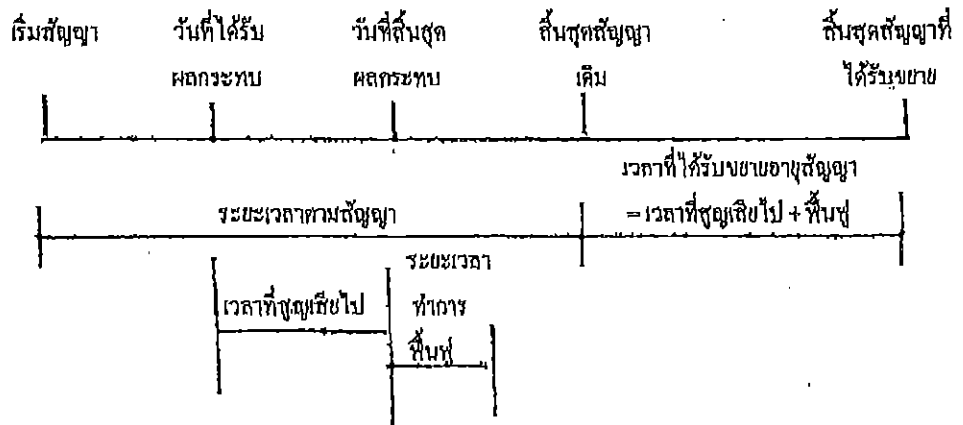 เริ่มสัญญา วันที่ได้รับ วันที่สิ้นสุด สิ้นสุดสัญญา สิ้นสุดสัญญาที่
ผลกระทบ ผลกระทบ เดิม ได้รับขยาย
เวลาที่ได้รับขยายอายุสัญญา
ระยะเวลาตามสัญญา =เวลาที่สูญเสียไป + ฟื้นฟู
ระยะเวลา
เวลาที่สูญเสียไป ทำการ
ฟื้นฟู